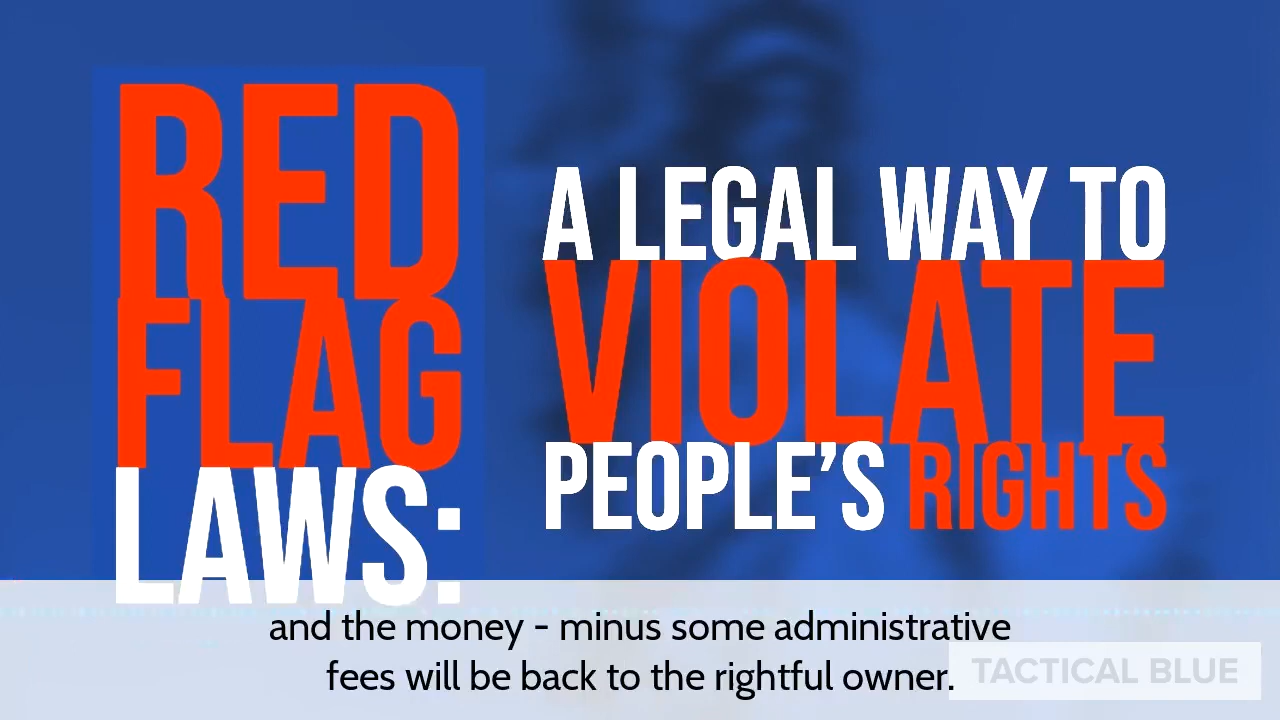 RED
FLAG
LAWS:
A LEGAL WAY TO
VIOLATE
PEOPLE'S RIGHTS
and the money - minus some administrative
fees will be back to the rightful owner.
TACTICAL BLUE